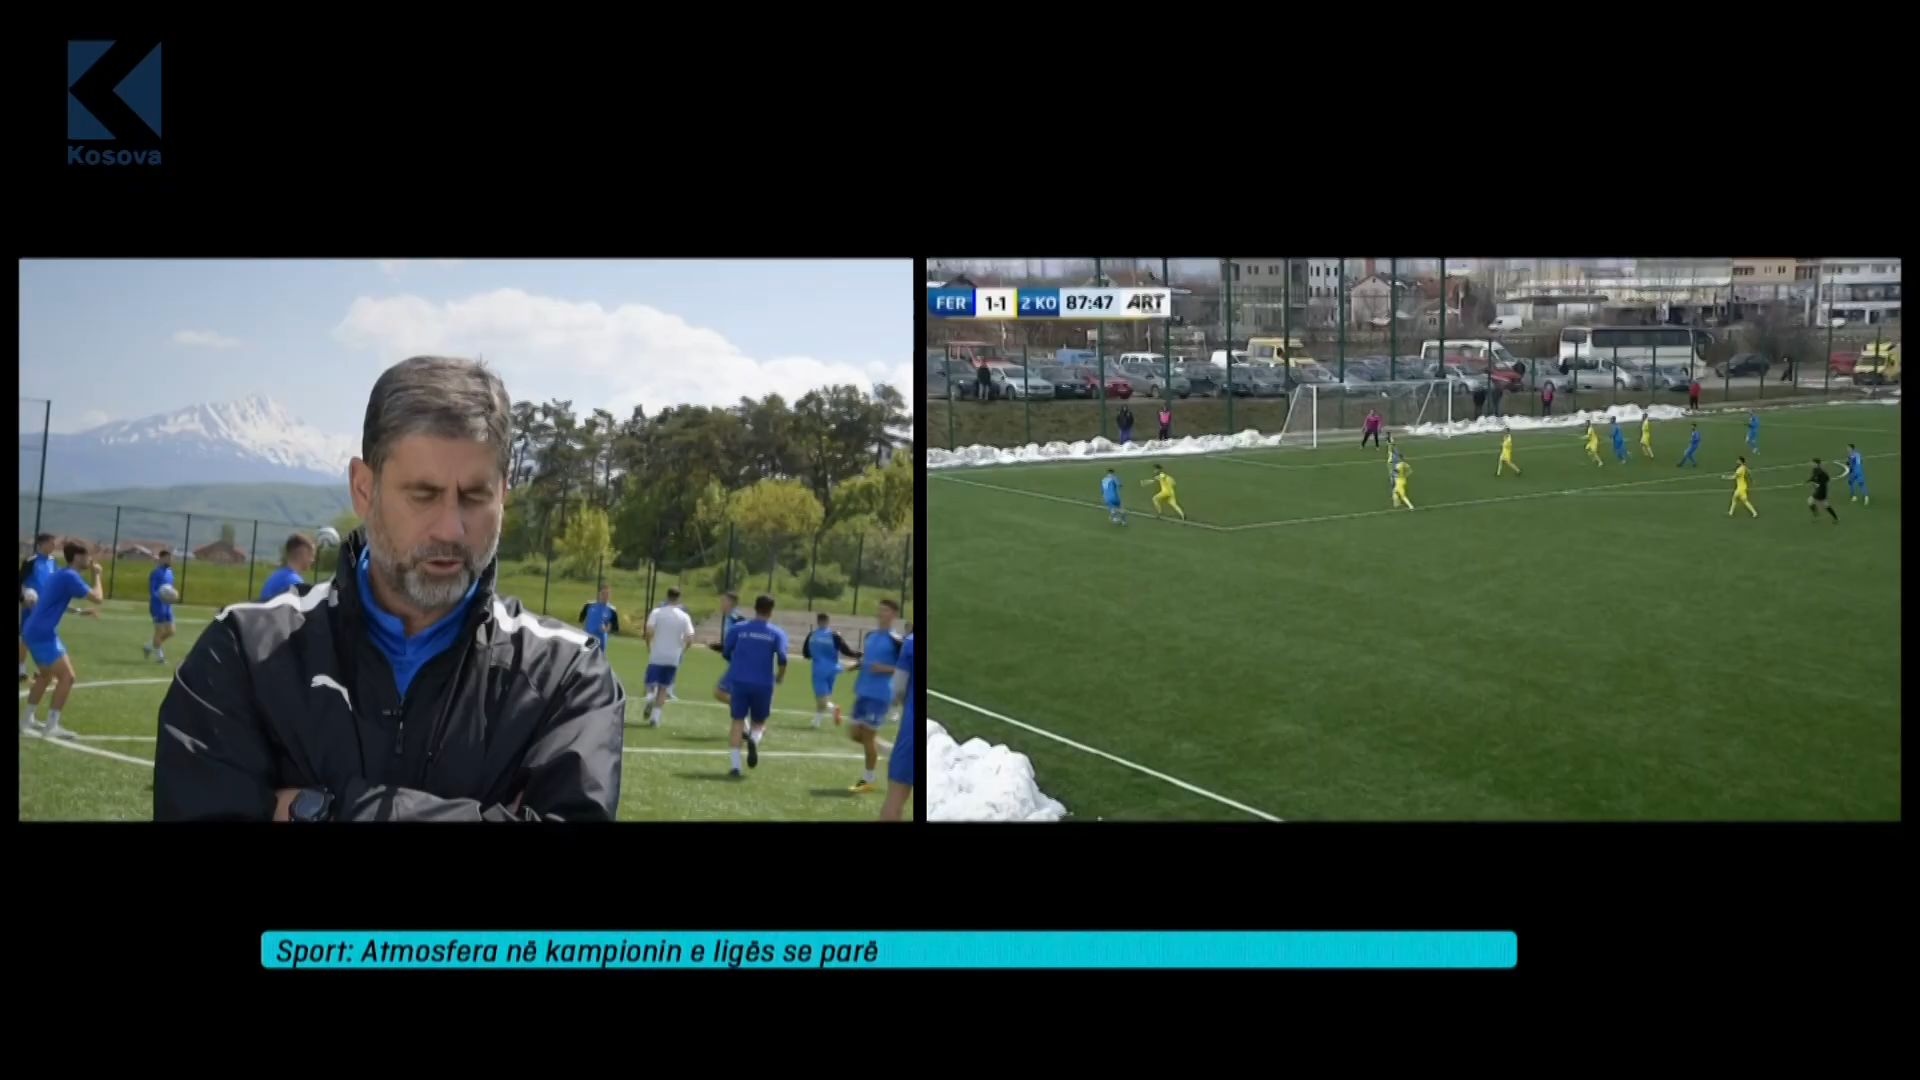 Kosova
FER 1-1 2 KO 87:47 ART
Sport: Atmosfera në kampionin e ligës se parë